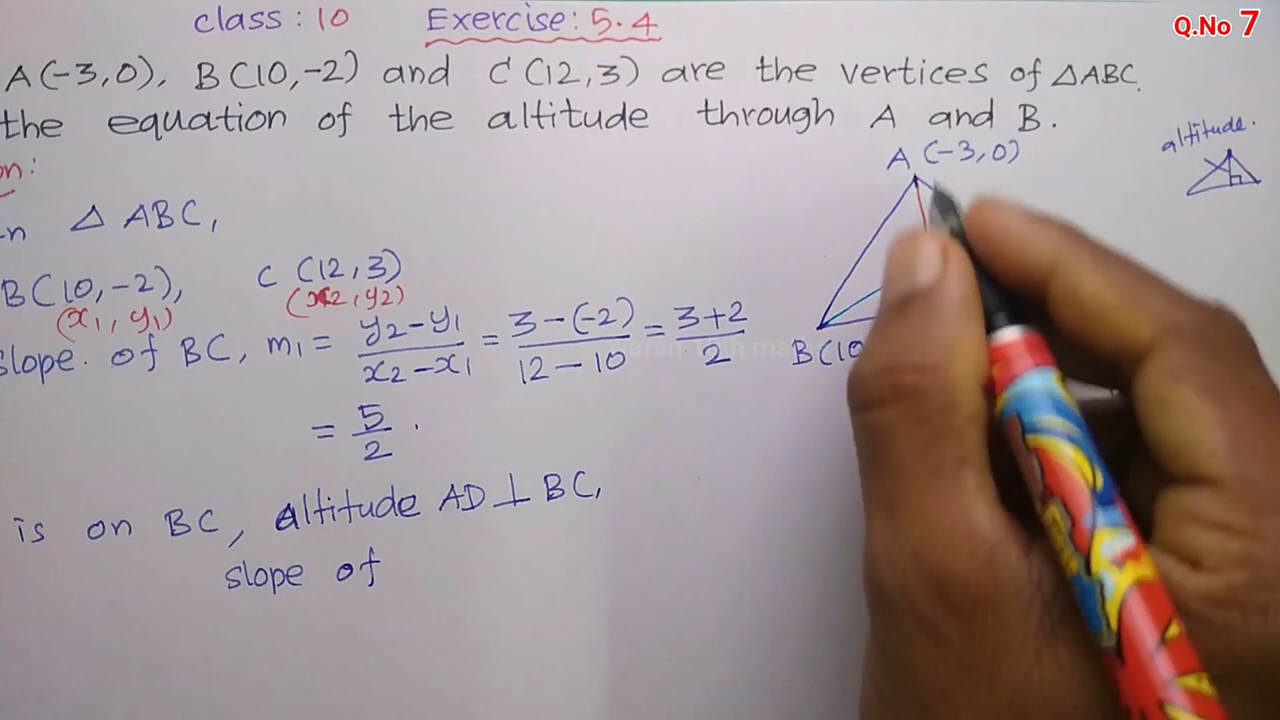 Q.No 7
class: 10 Exercise: 5.4
A(-3,0), B(10,-2) and C(12,3) are the vertices of △ABC.
the equation of the altitude through A and B.
altitude.
A (-3,0)
on:
n △ ABC,
B(10,-2), C (12,3)
(x1, y1) (x2, y2)
slope. of BC, m1 = y2-y1/x2-x1 = 3-(-2)/12-10 = 3+2/2
B(10
= 5/2.
is on BC, altitude AD ⊥ BC,
slope of